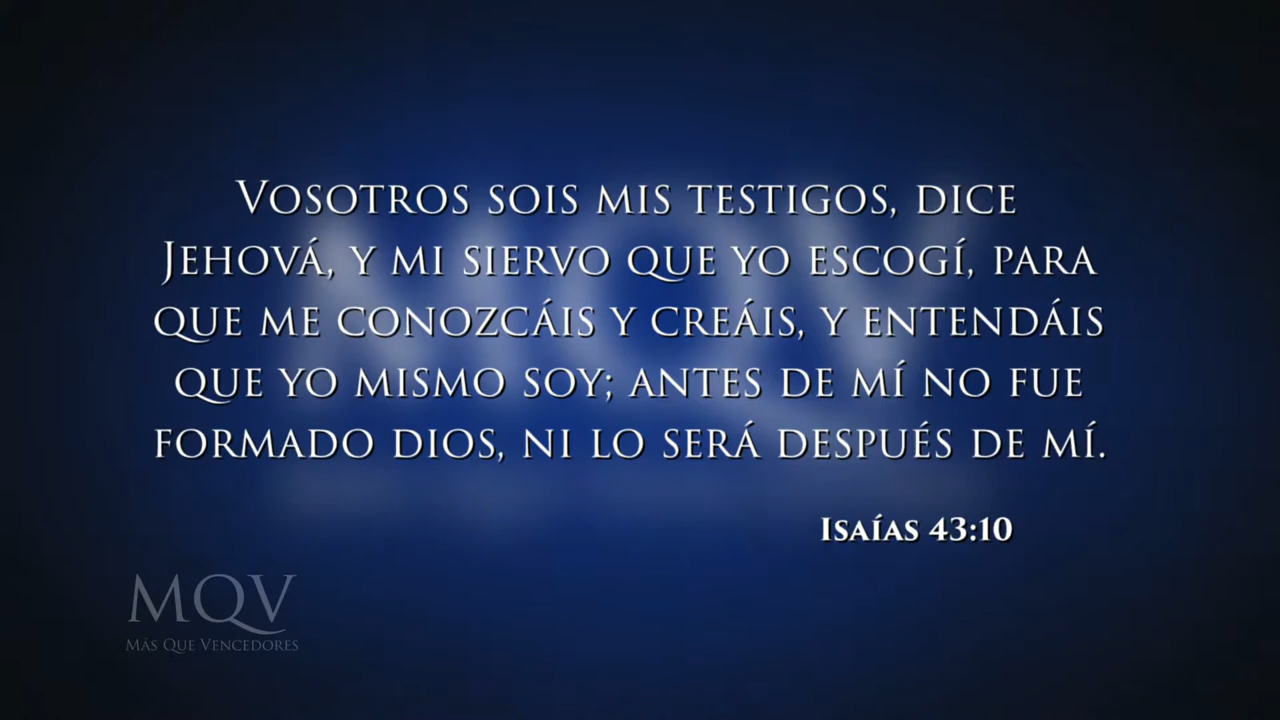 Vosotros sois mis testigos, dice
Jehová, y mi siervo que yo escogí, para
que me conozcáis y creáis, y entendáis
que yo mismo soy; antes de mí no fue
formado dios, ni lo será después de mí.
Isaías 43:10
MQV
Más Que Vencedores